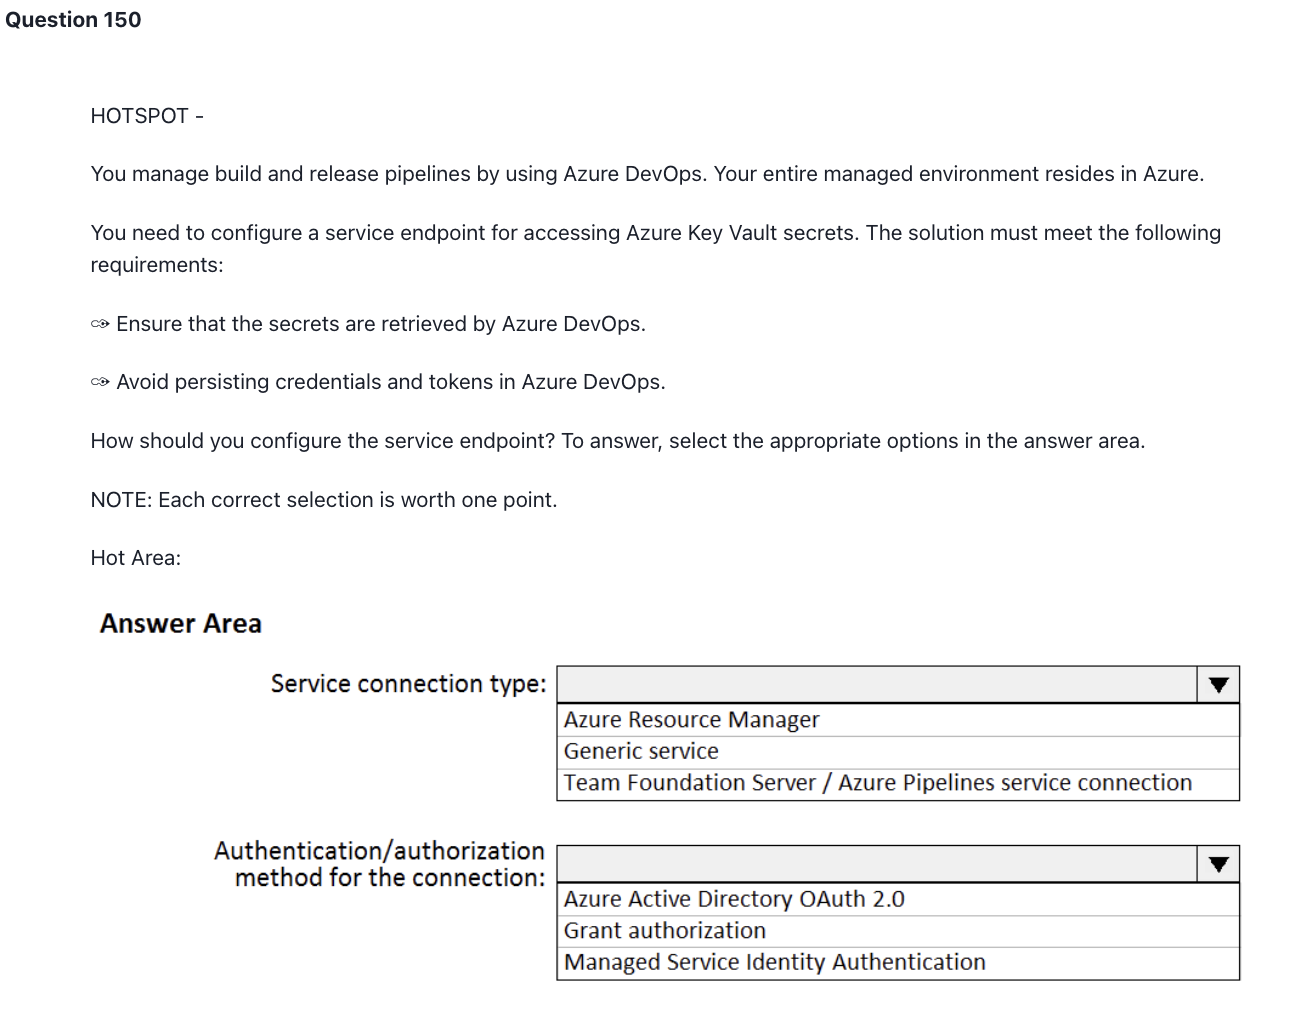 Question 150
HOTSPOT -
You manage build and release pipelines by using Azure DevOps. Your entire managed environment resides in Azure.
You need to configure a service endpoint for accessing Azure Key Vault secrets. The solution must meet the following
requirements:
Ensure that the secrets are retrieved by Azure DevOps.
Avoid persisting credentials and tokens in Azure DevOps.
How should you configure the service endpoint? To answer, select the appropriate options in the answer area.
NOTE: Each correct selection is worth one point.
Hot Area:
Answer Area
Service connection type:
Azure Resource Manager
Generic service
Team Foundation Server / Azure Pipelines service connection
Authentication/authorization
method for the connection:
Azure Active Directory OAuth 2.0
Grant authorization
Managed Service Identity Authentication